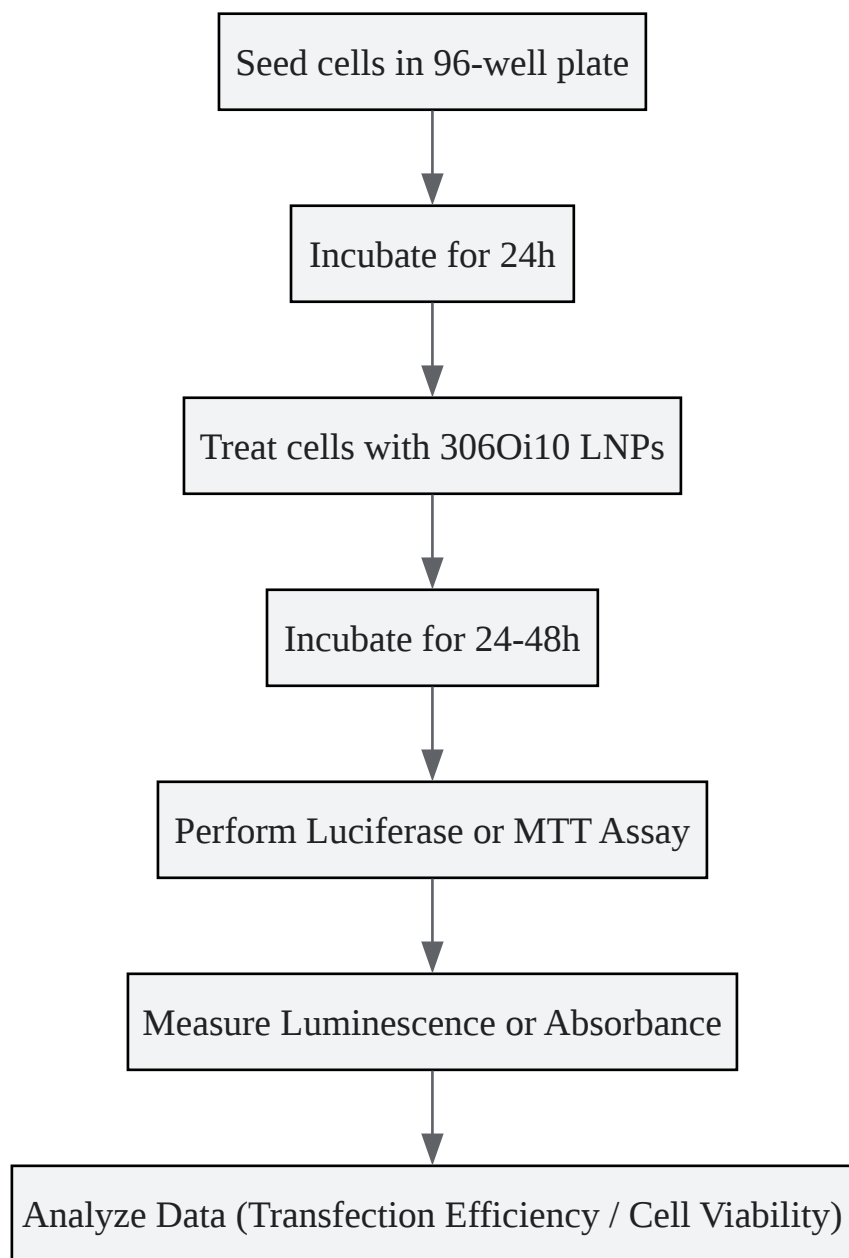 Seed cells in 96-well plate
Incubate for 24h
Treat cells with 306Oi10 LNPs
Incubate for 24-48h
Perform Luciferase or MTT Assay
Measure Luminescence or Absorbance
Analyze Data (Transfection Efficiency / Cell Viability)